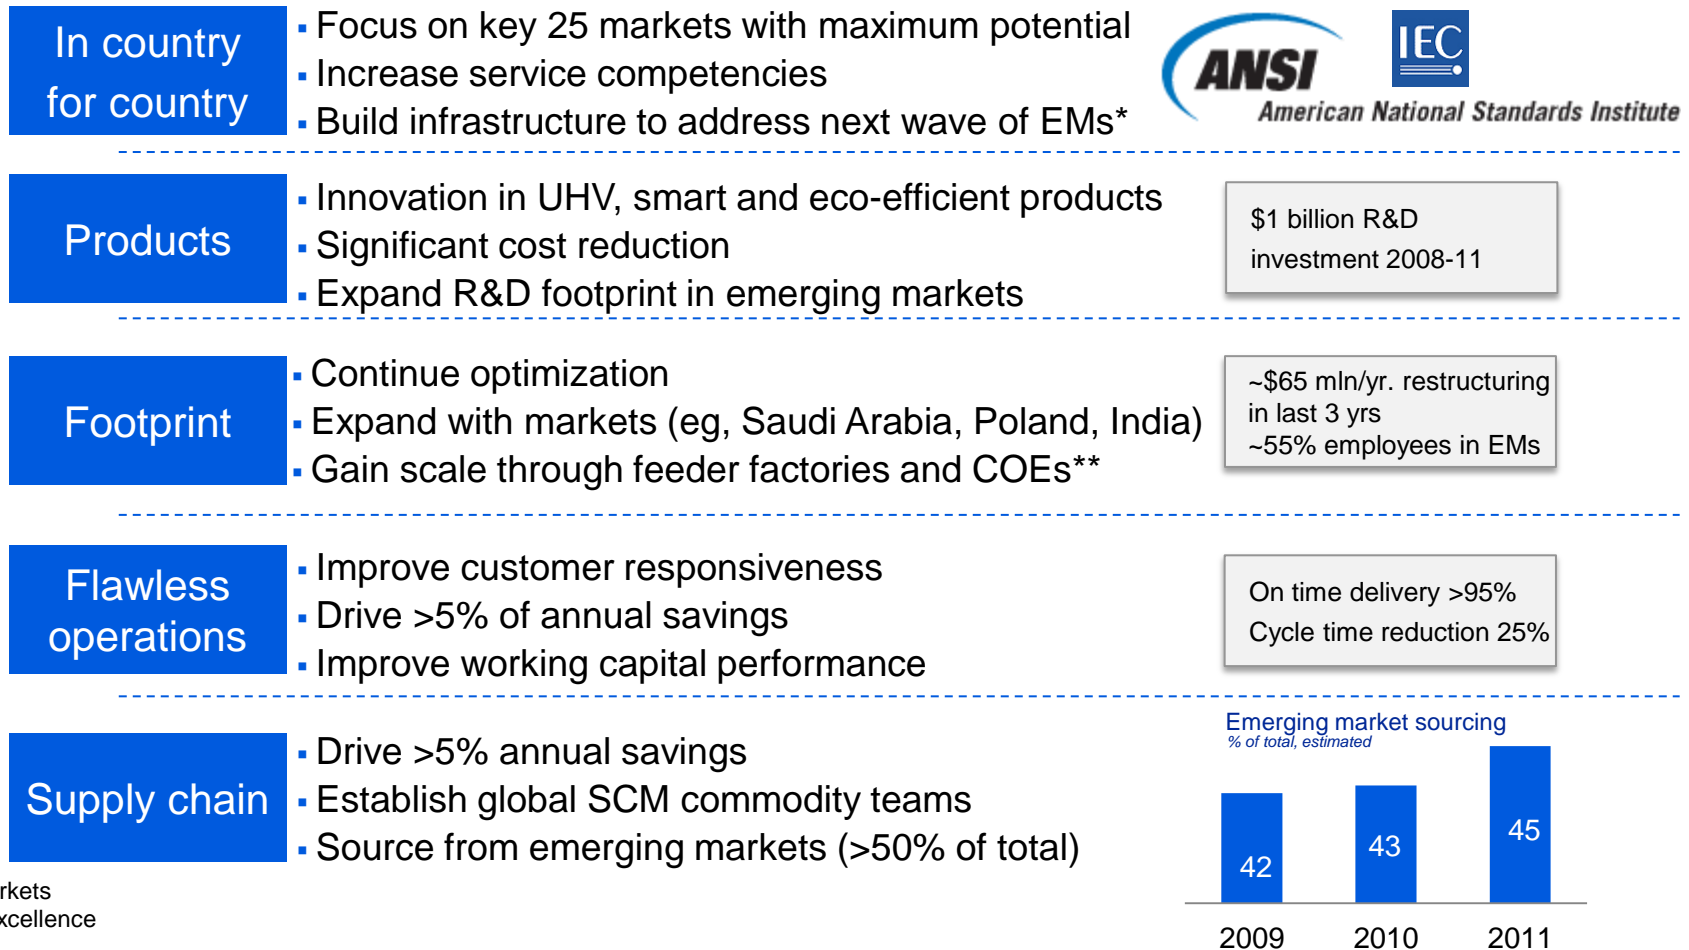 In country
for country
▪ Focus on key 25 markets with maximum potential
▪ Increase service competencies
▪ Build infrastructure to address next wave of EMs*
ANSI
American National Standards Institute
IEC
Products
▪ Innovation in UHV, smart and eco-efficient products
▪ Significant cost reduction
▪ Expand R&D footprint in emerging markets
$1 billion R&D
investment 2008-11
Footprint
▪ Continue optimization
▪ Expand with markets (eg, Saudi Arabia, Poland, India)
▪ Gain scale through feeder factories and COEs**
~$65 mln/yr. restructuring
in last 3 yrs
~55% employees in EMs
Flawless
operations
▪ Improve customer responsiveness
▪ Drive >5% of annual savings
▪ Improve working capital performance
On time delivery >95%
Cycle time reduction 25%
Supply chain
▪ Drive >5% annual savings
▪ Establish global SCM commodity teams
▪ Source from emerging markets (>50% of total)
Emerging market sourcing
% of total, estimated
42
43
45
2009
2010
2011
rkets
xcellence